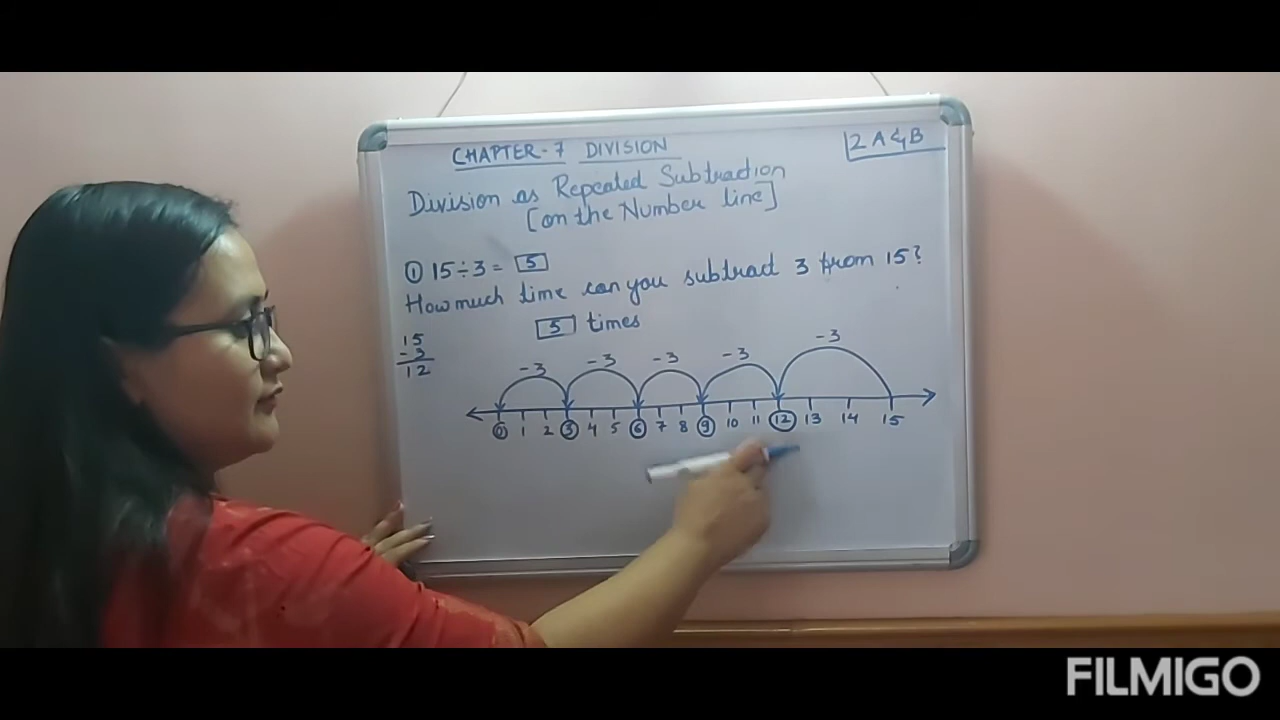 CHAPTER-7 DIVISION
2 A & B
Division as Repeated Subtraction
[on the Number line]
① 15÷3= 5
How much time can you subtract 3 from 15?
5 times
15
-3
12
-3 -3 -3 -3 -3
0 1 2 3 4 5 6 7 8 9 10 11 12 13 14 15
FILMIGO